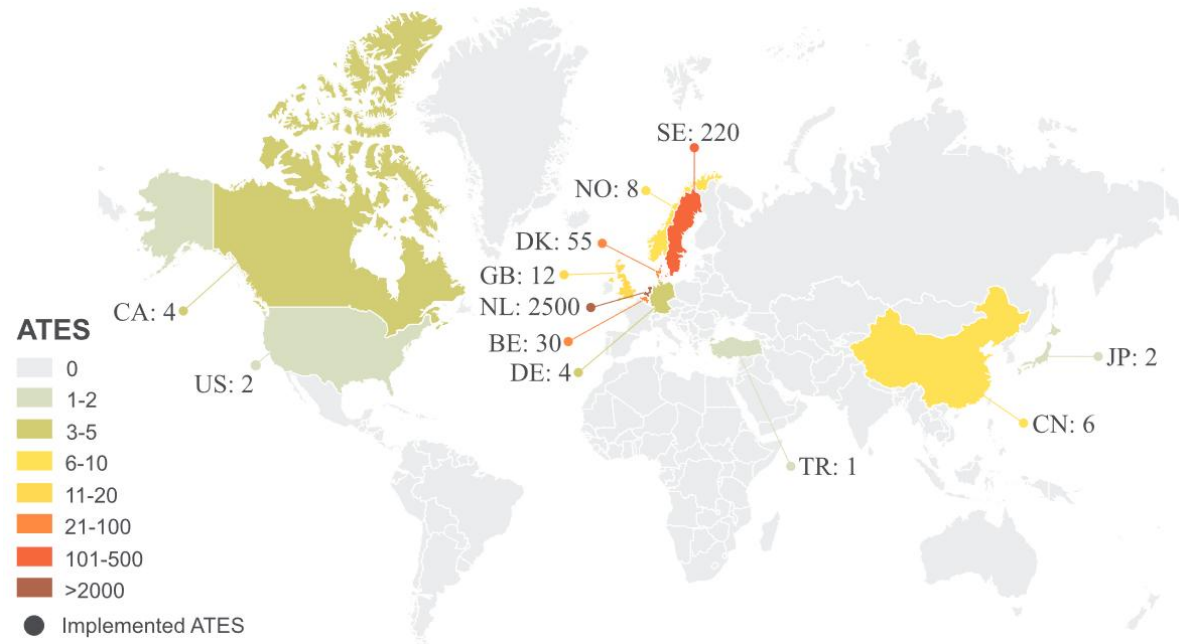 SE: 220
NO: 8
DK: 55
GB: 12
NL: 2500
CA: 4
BE: 30
DE: 4
US: 2
JP: 2
CN: 6
TR: 1
ATES
0
1-2
3-5
6-10
11-20
21-100
101-500
>2000
Implemented ATES